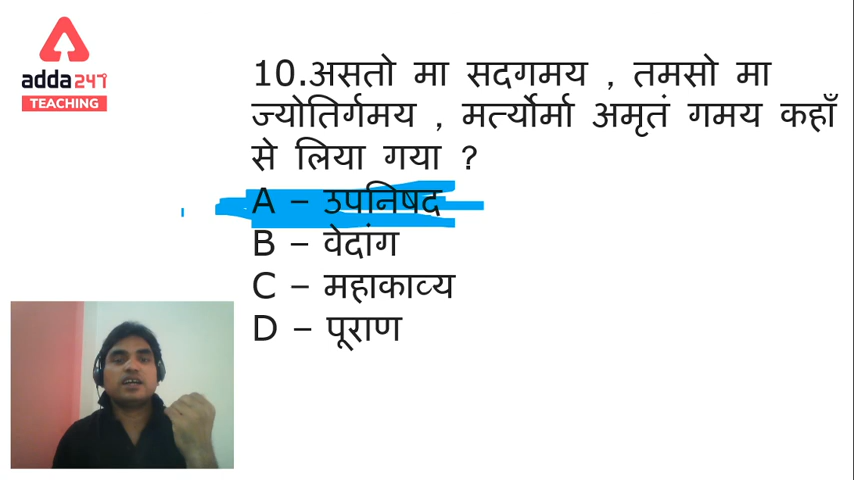 adda247
TEACHING
10.असतो मा सदगमय , तमसो मा
ज्योतिर्गमय , मर्त्योर्मा अमृतं गमय कहाँ
से लिया गया ?
A – उपनिषद
B – वेदांग
C – महाकाव्य
D – पूराण